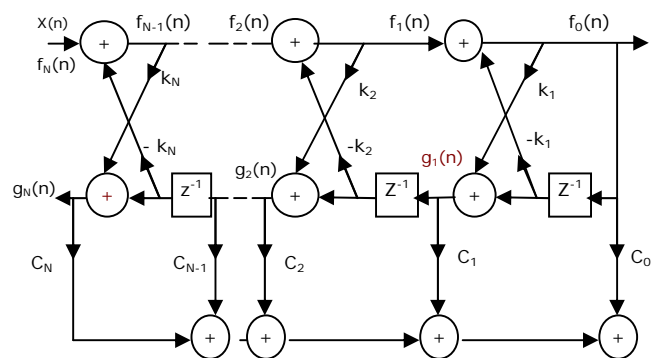 X(n) f_{N-1}(n) f_2(n) f_1(n) f_0(n)
+ + +
f_N(n)
k_N k_2 k_1
- k_N -k_2 -k_1
g_N(n) g_2(n) g_1(n)
+ z^{-1} + Z^{-1} + Z^{-1}
C_N C_{N-1} C_2 C_1 C_0
+ + + +